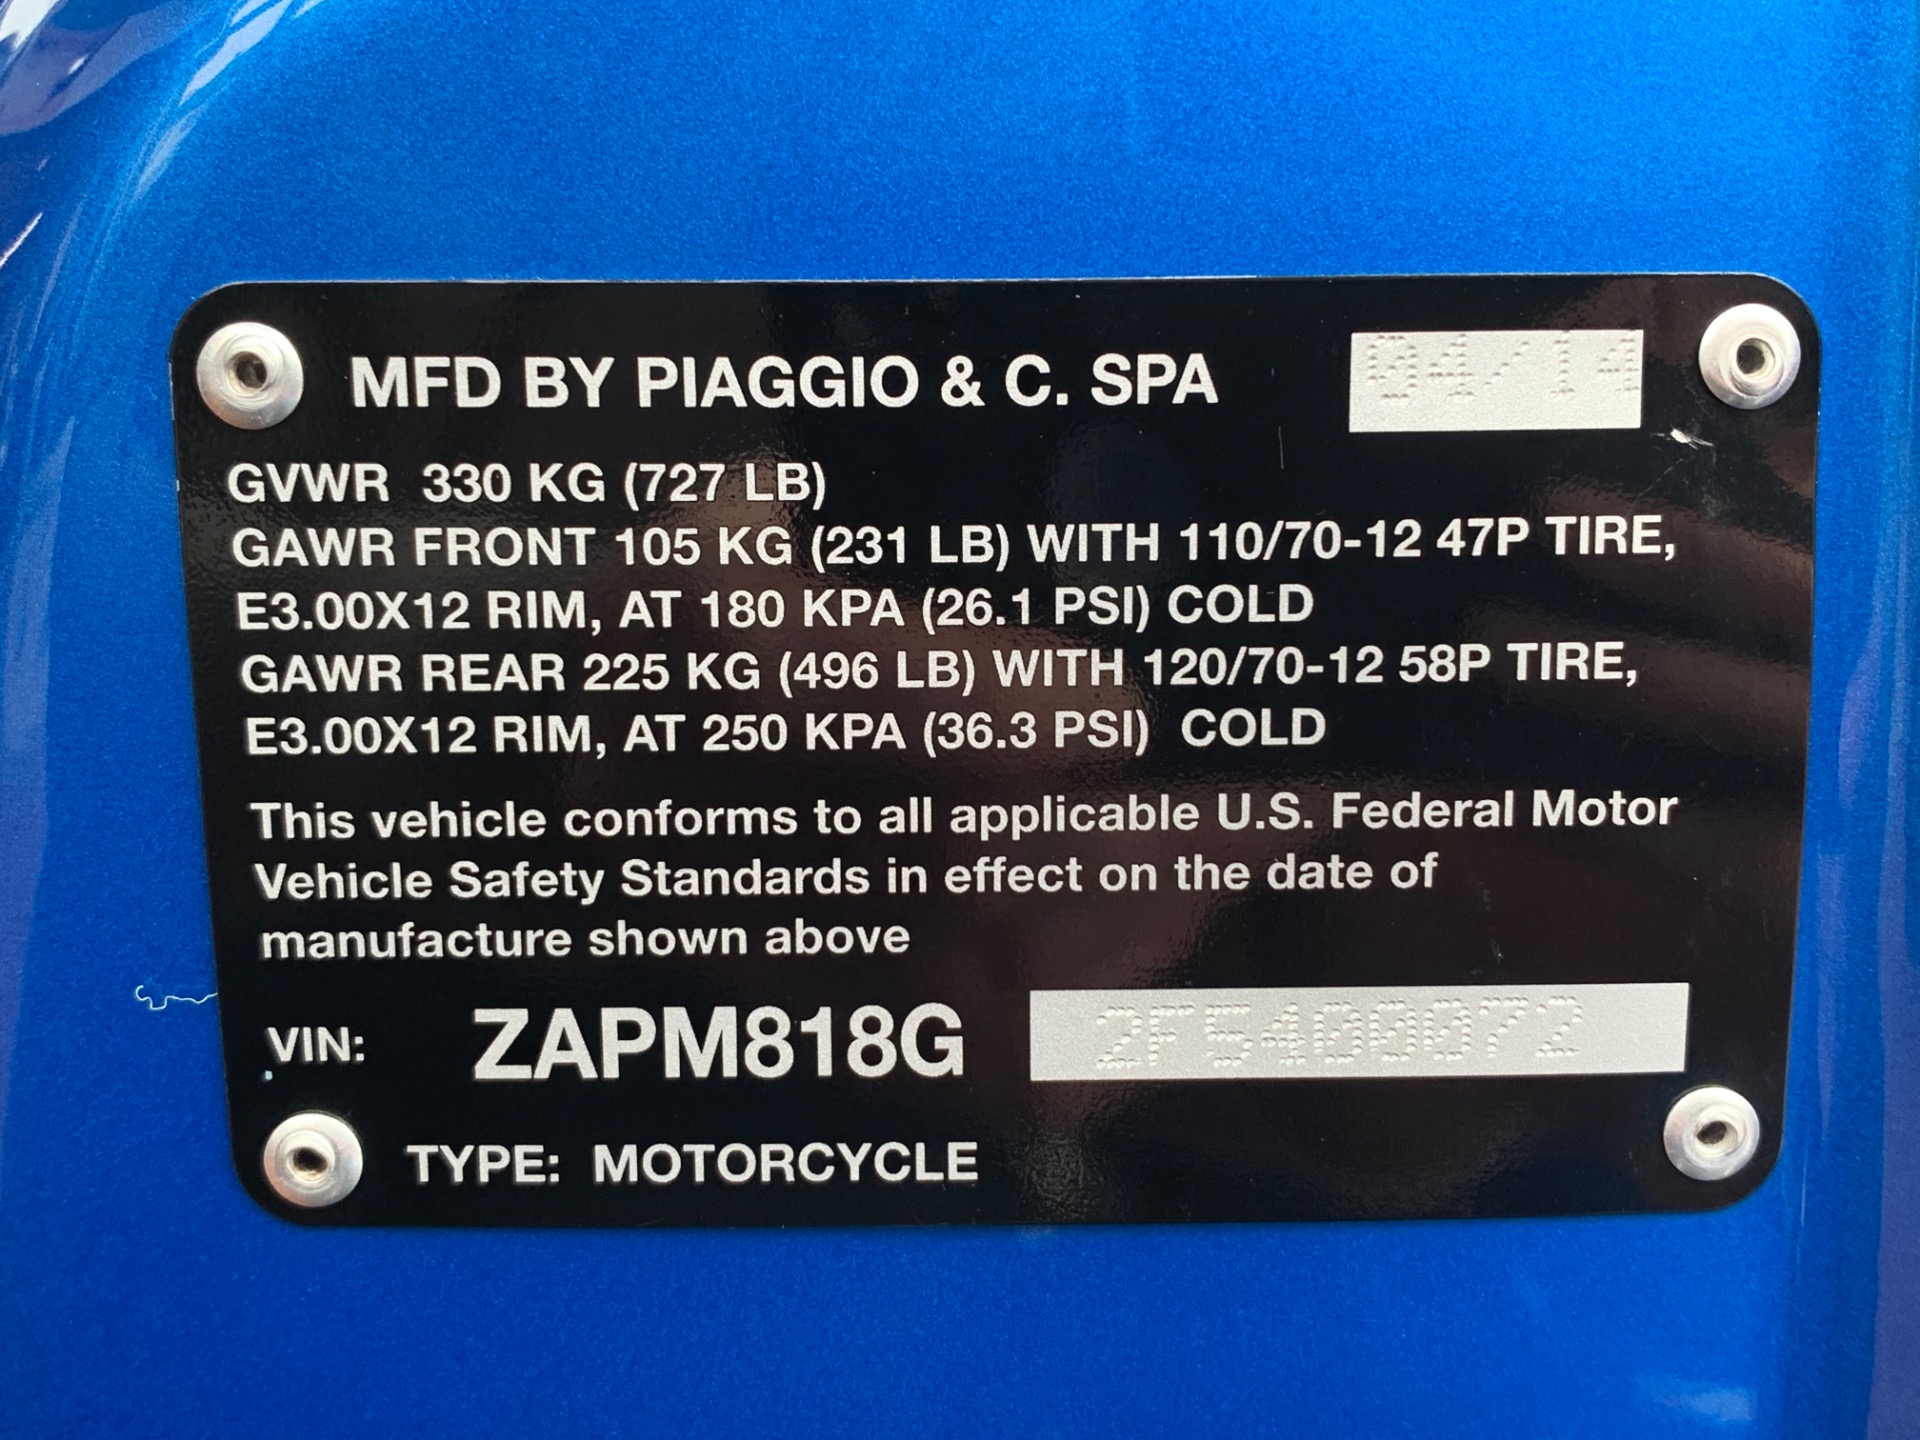 MFD BY PIAGGIO & C. SPA 04/14
GVWR 330 KG (727 LB)
GAWR FRONT 105 KG (231 LB) WITH 110/70-12 47P TIRE,
E3.00X12 RIM, AT 180 KPA (26.1 PSI) COLD
GAWR REAR 225 KG (496 LB) WITH 120/70-12 58P TIRE,
E3.00X12 RIM, AT 250 KPA (36.3 PSI) COLD
This vehicle conforms to all applicable U.S. Federal Motor
Vehicle Safety Standards in effect on the date of
manufacture shown above
VIN: ZAPM818G 2F5400072
TYPE: MOTORCYCLE